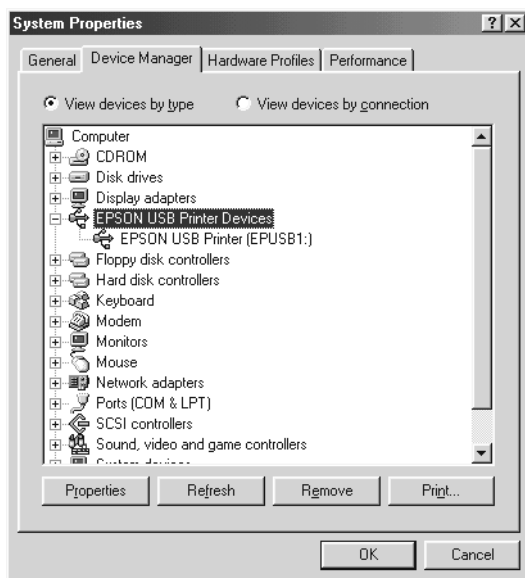 System Properties
General Device Manager Hardware Profiles Performance
View devices by type View devices by connection
Computer
CDROM
Disk drives
Display adapters
EPSON USB Printer Devices
EPSON USB Printer (EPUSB1:)
Floppy disk controllers
Hard disk controllers
Keyboard
Modem
Monitors
Mouse
Network adapters
Ports (COM & LPT)
SCSI controllers
Sound, video and game controllers
Properties Refresh Remove Print...
OK Cancel